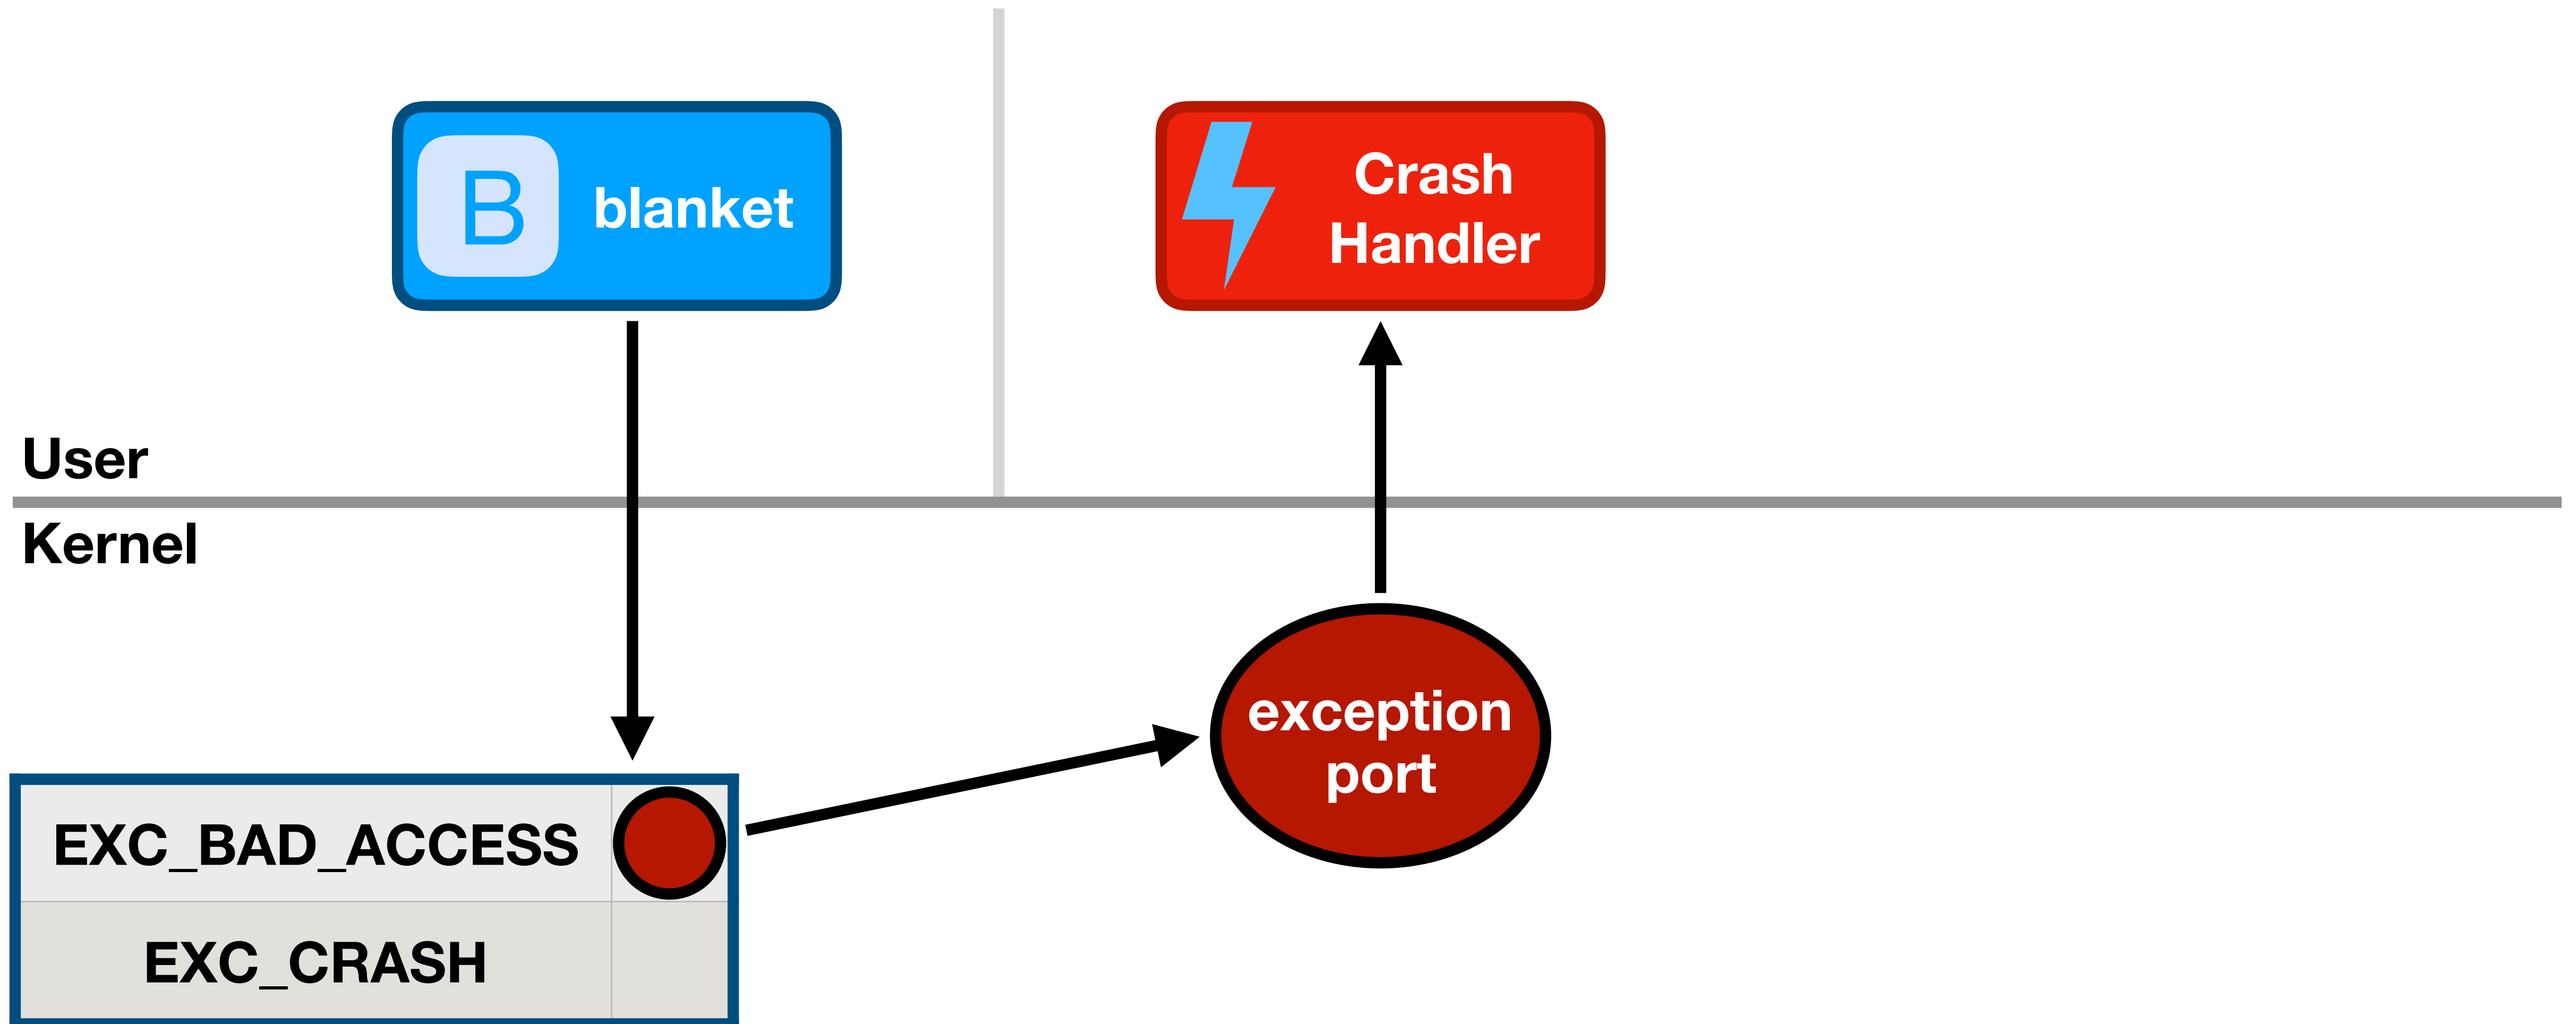 B
blanket
Crash
Handler
User
Kernel
exception
port
EXC_BAD_ACCESS
EXC_CRASH